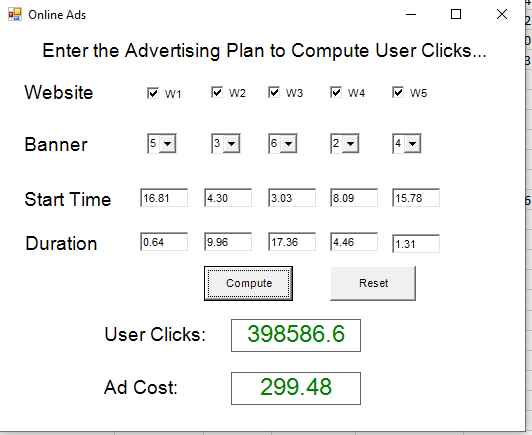 Online Ads
Enter the Advertising Plan to Compute User Clicks...
Website W1 W2 W3 W4 W5
Banner 5 3 6 2 4
Start Time 16.81 4.30 3.03 8.09 15.78
Duration 0.64 9.96 17.36 4.46 1.31
Compute Reset
User Clicks: 398586.6
Ad Cost: 299.48